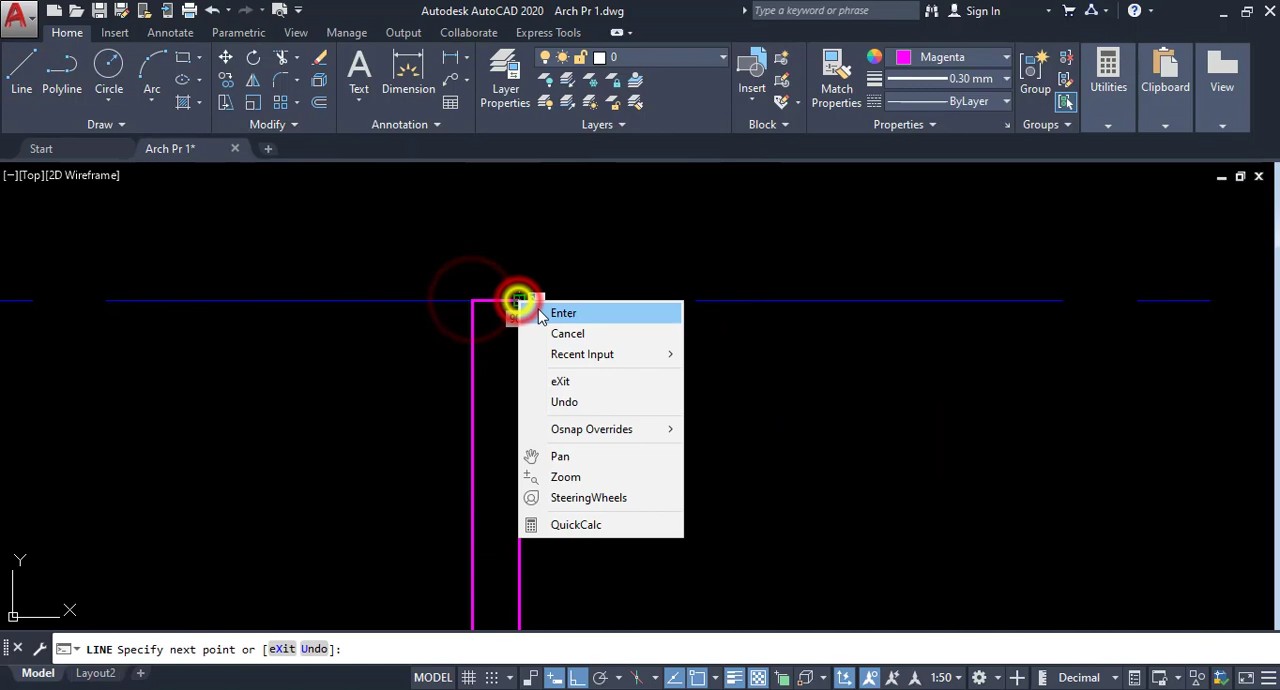 Autodesk AutoCAD Arch Pr 1.dwg
Type a keyword or phrase
Sign In
Home Insert Annotate Parametric View Manage Output Collaborate Express Tools
0
Magenta
0.30 mm
ByLayer
Line Polyline Circle Arc Text Dimension Layer Properties Insert Match Properties Group Utilities Clipboard View
Draw Modify Annotation Layers Block Properties Groups
Start Arch Pr 1*
[−][Top][2D Wireframe]
Enter
Cancel
Recent Input
eXit
Undo
Osnap Overrides
Pan
Zoom
SteeringWheels
QuickCalc
Y
X
LINE Specify next point or [eXit Undo]:
Model Layout2 MODEL 1:50 Decimal